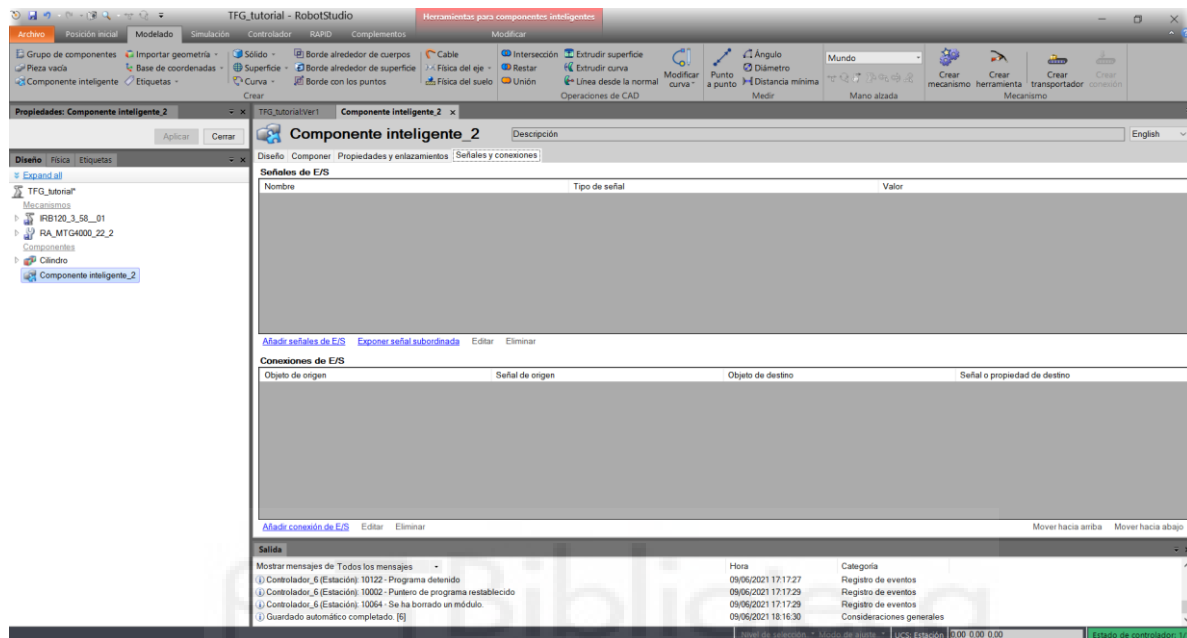 TFG_tutorial - RobotStudio
Herramientas para componentes inteligentes
Archivo Posición inicial Modelado Simulación Controlador RAPID Complementos Modificar
Grupo de componentes Importar geometría Sólido Borde alrededor de cuerpos Cable Intersección Extrudir superficie Ángulo Mundo
Pieza vacía Base de coordenadas Superficie Borde alrededor de superficie Física del eje Restar Extrudir curva Modificar curva Punto a punto Diámetro Crear mecanismo Crear herramienta Crear transportador Crear conexión
Componente inteligente Etiquetas Curva Borde con los puntos Física del suelo Unión Línea desde la normal Distancia mínima
Crear Operaciones de CAD Medir Mano alzada Mecanismo
Propiedades: Componente inteligente_2 TFG_tutorial:Ver1 Componente inteligente_2 x
Aplicar Cerrar Componente inteligente_2 Descripción English
Diseño Física Etiquetas Diseño Componer Propiedades y enlazamientos Señales y conexiones
Expand all Señales de E/S
TFG_tutorial* Nombre Tipo de señal Valor
Mecanismos
IRB120_3_58__01
RA_MTG4000_22_2
Componentes
Cilindro
Componente inteligente_2
Añadir señales de E/S Exponer señal subordinada Editar Eliminar
Conexiones de E/S
Objeto de origen Señal de origen Objeto de destino Señal o propiedad de destino
Añadir conexión de E/S Editar Eliminar Mover hacia arriba Mover hacia abajo
Salida
Mostrar mensajes de Todos los mensajes Hora Categoría
Controlador_6 (Estación): 10122 - Programa detenido 09/06/2021 17:17:27 Registro de eventos
Controlador_6 (Estación): 10002 - Puntero de programa restablecido 09/06/2021 17:17:29 Registro de eventos
Controlador_6 (Estación): 10064 - Se ha borrado un módulo. 09/06/2021 17:17:29 Registro de eventos
Guardado automático completado. [6] 09/06/2021 18:16:30 Consideraciones generales
Nivel de selección Modo de ajuste UCS: Estación 0.00 0.00 0.00 Estado de controlador: 1/
Biblioteca